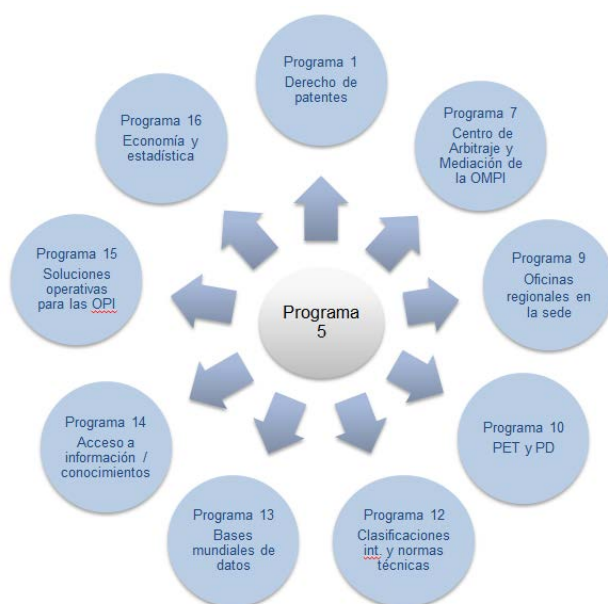 Programa 1
Derecho de
patentes
Programa 7
Centro de
Arbitraje y
Mediación de
la OMPI
Programa 9
Oficinas
regionales en
la sede
Programa 10
PET y PD
Programa 12
Clasificaciones
int. y normas
técnicas
Programa 13
Bases
mundiales de
datos
Programa 14
Acceso a
información /
conocimientos
Programa 15
Soluciones
operativas
para las OPI
Programa 16
Economía y
estadística
Programa
5